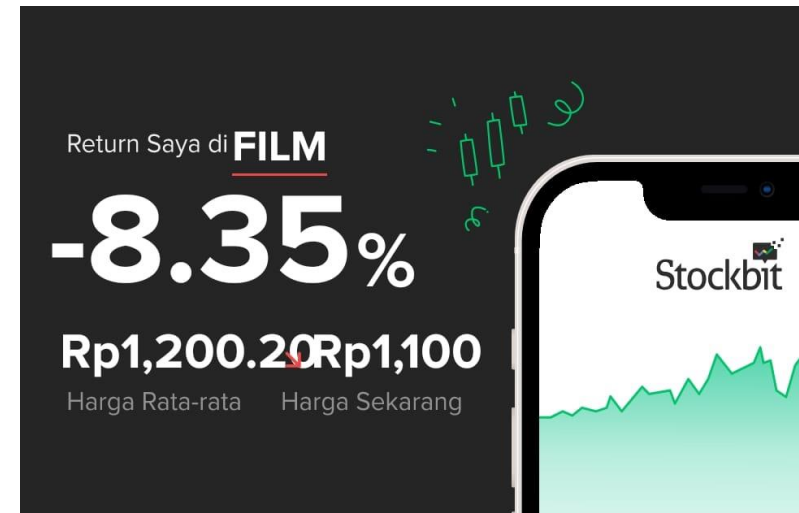 Return Saya di FILM
-8.35%
Rp1,200.20 Rp1,100
Harga Rata-rata Harga Sekarang
Stockbit